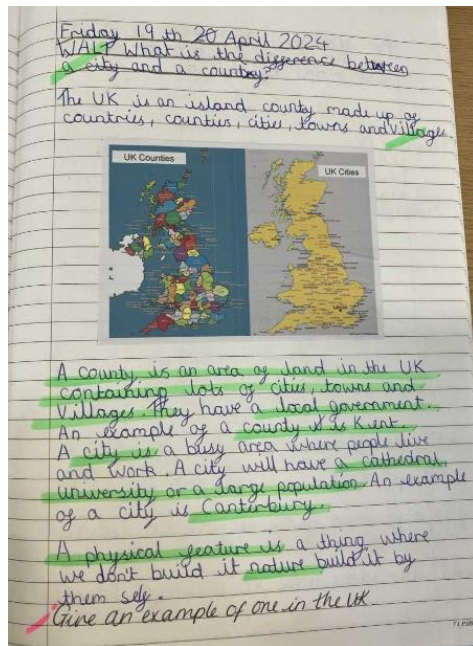 Friday 19 th 20 April 2024
WALF What is the difference between
a city and a country?
The UK is an island county made up of
countries, counties, cities, towns and villages.
UK Counties
UK Cities
A county is an area of land in the UK
containing lots of cities, towns and
villages. They have a local government.
An example of a county it is Kent.
A city is a busy area where people live
and work. A city will have a cathedral,
university or a large population. An example
of a city is Canterbury.
A physical feature is a thing where
we don't build it nature build it by
them self.
Give an example of one in the UK